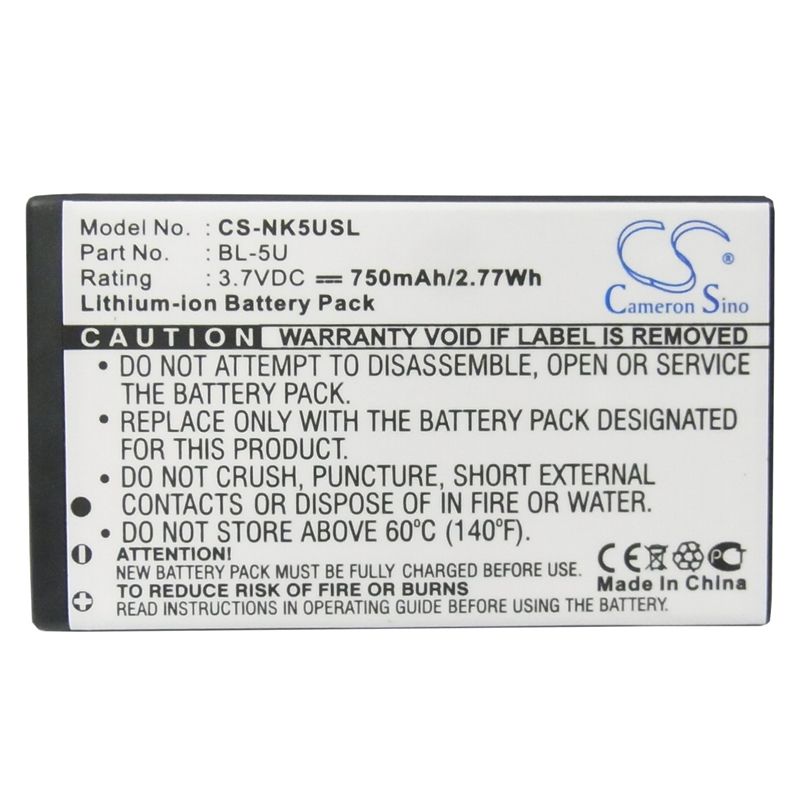 Model No. : CS-NK5USL
Part No. : BL-5U
Rating : 3.7VDC ⎓ 750mAh/2.77Wh
Lithium-ion Battery Pack
CS®
Cameron Sino
CAUTION WARRANTY VOID IF LABEL IS REMOVED
• DO NOT ATTEMPT TO DISASSEMBLE, OPEN OR SERVICE
THE BATTERY PACK.
• REPLACE ONLY WITH THE BATTERY PACK DESIGNATED
FOR THIS PRODUCT.
• DO NOT CRUSH, PUNCTURE, SHORT EXTERNAL
CONTACTS OR DISPOSE OF IN FIRE OR WATER.
• DO NOT STORE ABOVE 60°C (140°F).
ATTENTION!
NEW BATTERY PACK MUST BE FULLY CHARGED BEFORE USE
TO REDUCE RISK OF FIRE OR BURNS
READ INSTRUCTIONS IN OPERATING GUIDE BEFORE USING THE BATTERY.
CE PCT
Made In China